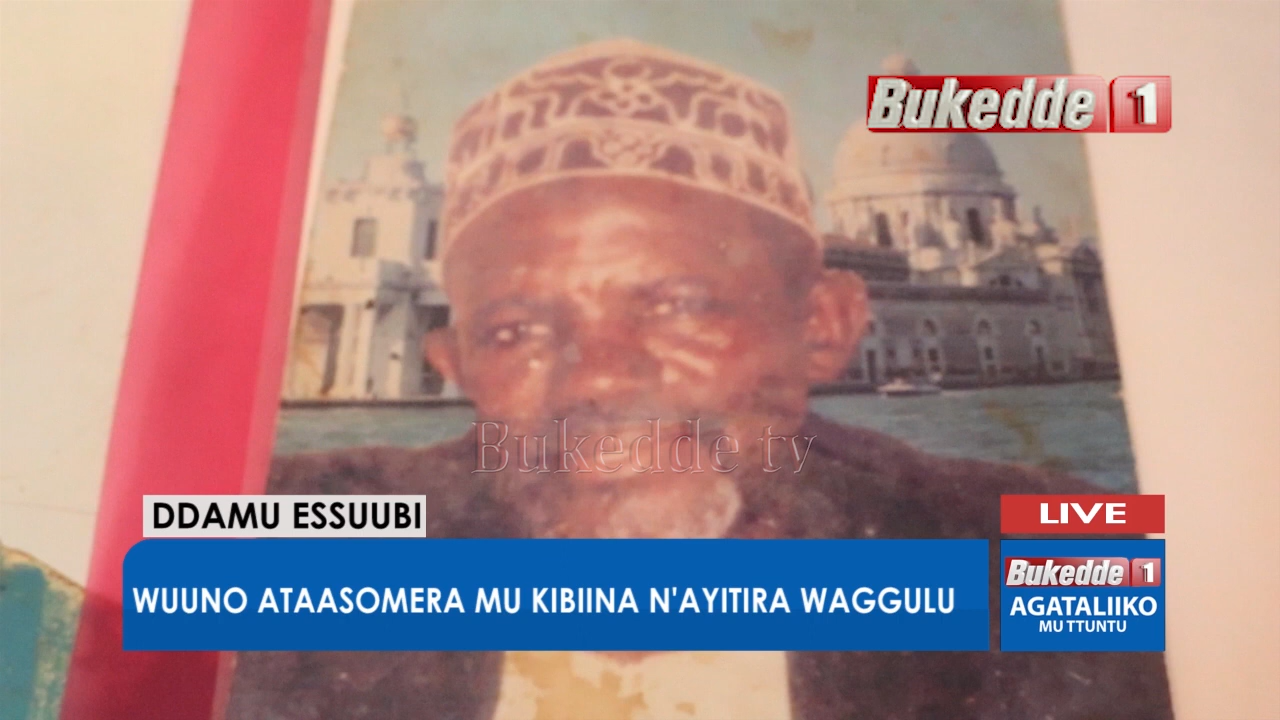 Bukedde 1
Bukedde tv
DDAMU ESSUUBI
LIVE
WUUNO ATAASOMERA MU KIBIINA N'AYITIRA WAGGULU
Bukedde 1
AGATALIIKO
MU TTUNTU